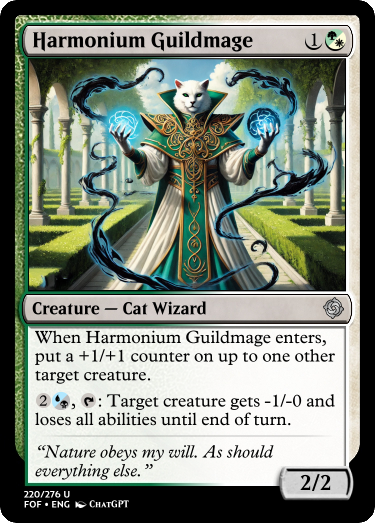 Harmonium Guildmage 1
Creature — Cat Wizard
When Harmonium Guildmage enters,
put a +1/+1 counter on up to one other
target creature.
2, : Target creature gets -1/-0 and
loses all abilities until end of turn.
“Nature obeys my will. As should
everything else.”
2/2
220/276 U
FOF • EN ChatGPT